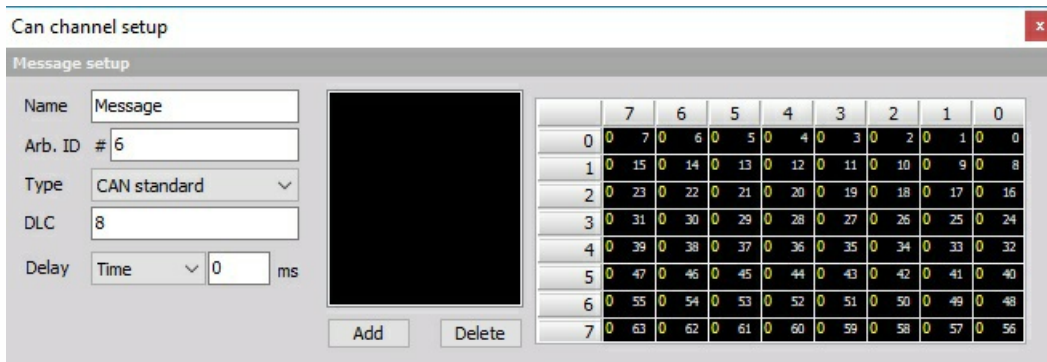 Can channel setup
x
Message setup
Name Message
Arb. ID # 6
Type CAN standard
DLC 8
Delay Time 0 ms
Add Delete
7 6 5 4 3 2 1 0
0 0 7 0 6 0 5 0 4 0 3 0 2 0 1 0 0
1 0 15 0 14 0 13 0 12 0 11 0 10 0 9 0 8
2 0 23 0 22 0 21 0 20 0 19 0 18 0 17 0 16
3 0 31 0 30 0 29 0 28 0 27 0 26 0 25 0 24
4 0 39 0 38 0 37 0 36 0 35 0 34 0 33 0 32
5 0 47 0 46 0 45 0 44 0 43 0 42 0 41 0 40
6 0 55 0 54 0 53 0 52 0 51 0 50 0 49 0 48
7 0 63 0 62 0 61 0 60 0 59 0 58 0 57 0 56